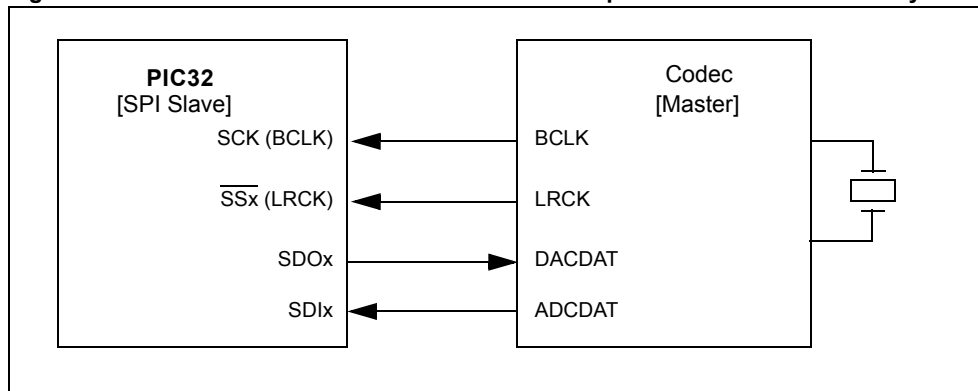 PIC32
[SPI Slave]
Codec
[Master]
SCK (BCLK)
BCLK
SSx (LRCK)
LRCK
SDOx
DACDAT
SDIx
ADCDAT